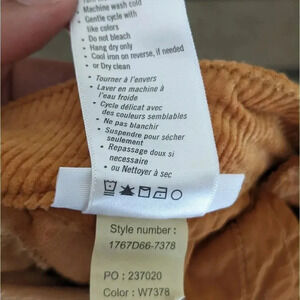 Machine wash cold
• Gentle cycle with
like colors
• Do not bleach
• Hang dry only
• Cool iron on reverse, if needed
• or Dry clean
• Tourner à l'envers
• Laver en machine à
l'eau froide
• Cycle délicat avec
des couleurs semblables
• Ne pas blanchir
• Suspendre pour sécher
seulement
• Repassage doux si
necessaire
• ou Nettoyer à sec
Style number :
1767D66-7378
PO : 237020
Color : W7378